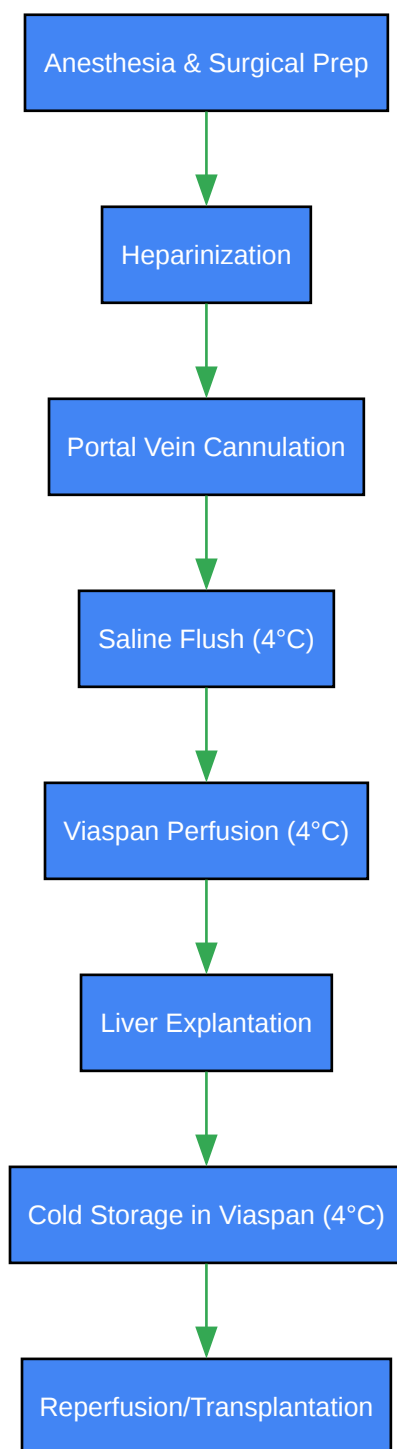 Anesthesia & Surgical Prep
Heparinization
Portal Vein Cannulation
Saline Flush (4°C)
Viaspan Perfusion (4°C)
Liver Explantation
Cold Storage in Viaspan (4°C)
Reperfusion/Transplantation